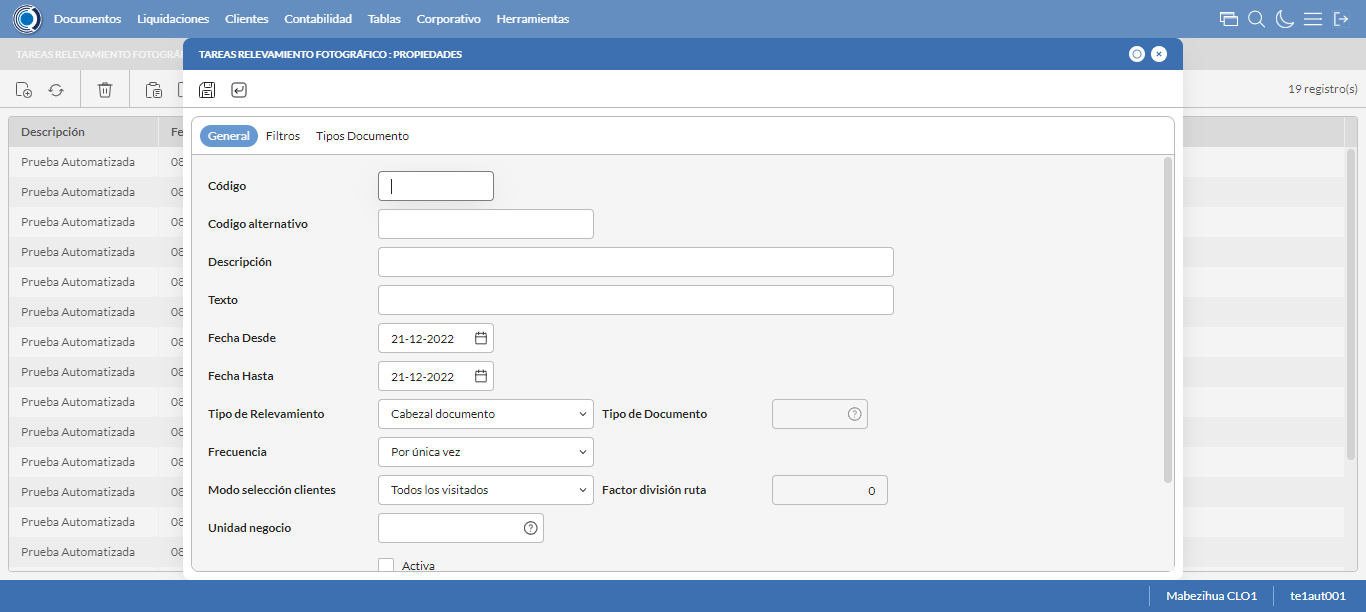 Documentos Liquidaciones Clientes Contabilidad Tablas Corporativo Herramientas
TAREAS RELEVAMIENTO FOTOGRÁ
TAREAS RELEVAMIENTO FOTOGRÁFICO : PROPIEDADES
19 registro(s)
Descripción Fe
Prueba Automatizada 08
Prueba Automatizada 08
Prueba Automatizada 08
Prueba Automatizada 08
Prueba Automatizada 08
Prueba Automatizada 08
Prueba Automatizada 08
Prueba Automatizada 08
Prueba Automatizada 08
Prueba Automatizada 08
Prueba Automatizada 08
Prueba Automatizada 08
Prueba Automatizada 08
Prueba Automatizada 08
General Filtros Tipos Documento
Código
Codigo alternativo
Descripción
Texto
Fecha Desde 21-12-2022
Fecha Hasta 21-12-2022
Tipo de Relevamiento Cabezal documento Tipo de Documento
Frecuencia Por única vez
Modo selección clientes Todos los visitados Factor división ruta 0
Unidad negocio
Activa
Mabezihua CLO1 te1aut001